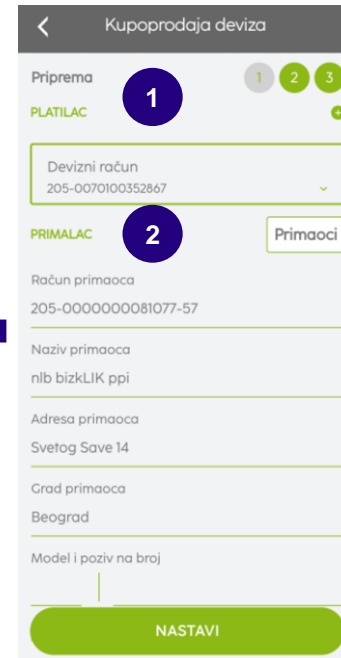 Kupoprodaja deviza
Priprema
1 2 3
1
PLATILAC
Devizni račun
205-0070100352867
PRIMALAC
2
Primaoci
Račun primaoca
205-0000000081077-57
Naziv primaoca
nlb bizkLIK ppi
Adresa primaoca
Svetog Save 14
Grad primaoca
Beograd
Model i poziv na broj
NASTAVI